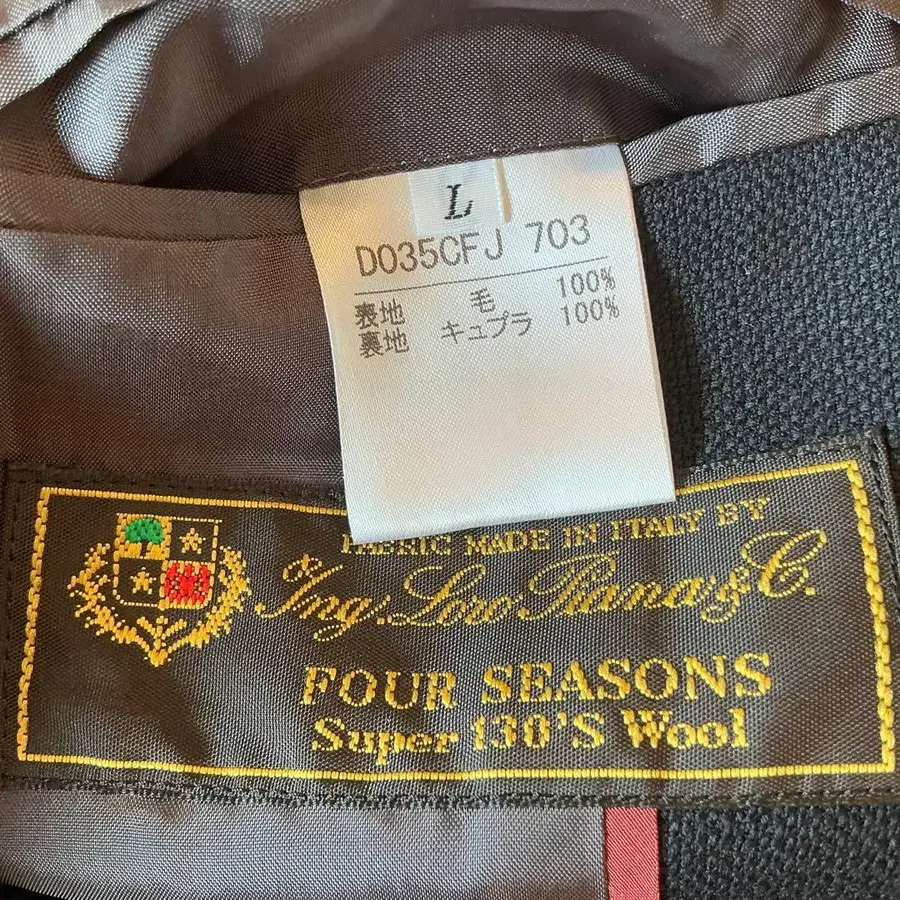 L
D035CFJ 703
表地 毛 100%
裏地 キュプラ 100%
FABRIC MADE IN ITALY BY
Ing. Loro Piana & C.
FOUR SEASONS
Super 130'S Wool